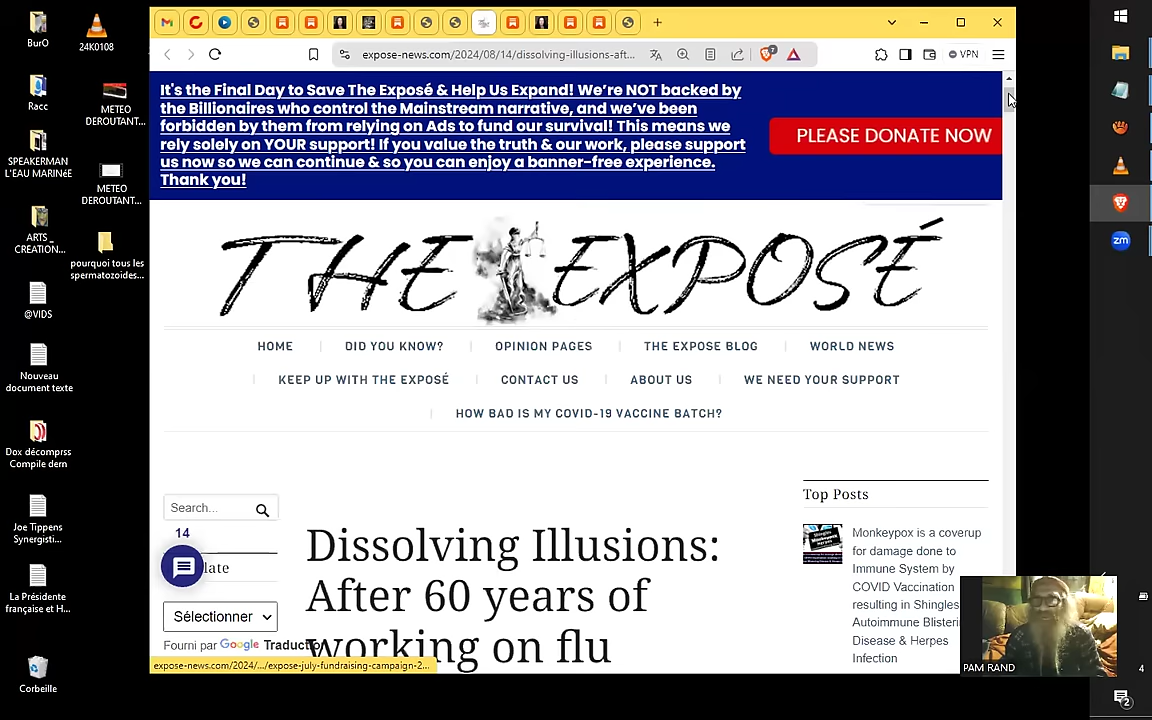 BurO
24K0108
Racc
METEO
DEROUTANT...
SPEAKERMAN
L'EAU MARINéE
METEO
DEROUTANT...
ARTS _
CREATION...
pourquoi tous les
spermatozoides...
@VIDS
Nouveau
document texte
Dox décomprss
Compile dern
Joe Tippens
Synergisti...
La Présidente
française et H...
Corbeille
expose-news.com/2024/08/14/dissolving-illusions-aft...
7
VPN
It's the Final Day to Save The Exposé & Help Us Expand! We're NOT backed by
the Billionaires who control the Mainstream narrative, and we've been
forbidden by them from relying on Ads to fund our survival! This means we
rely solely on YOUR support! If you value the truth & our work, please support
us now so we can continue & so you can enjoy a banner-free experience.
Thank you!
PLEASE DONATE NOW
THE EXPOSÉ
HOME
DID YOU KNOW?
OPINION PAGES
THE EXPOSE BLOG
WORLD NEWS
KEEP UP WITH THE EXPOSÉ
CONTACT US
ABOUT US
WE NEED YOUR SUPPORT
HOW BAD IS MY COVID-19 VACCINE BATCH?
Search...
14
late
Sélectionner
Fourni par Google Traduction
Dissolving Illusions:
After 60 years of
working on flu
Top Posts
Monkeypox is a coverup
for damage done to
Immune System by
COVID Vaccination
resulting in Shingles,
Autoimmune Blisteri
Disease & Herpes
Infection
expose-news.com/2024/.../expose-july-fundraising-campaign-2...
PAM RAND
zm
4
2